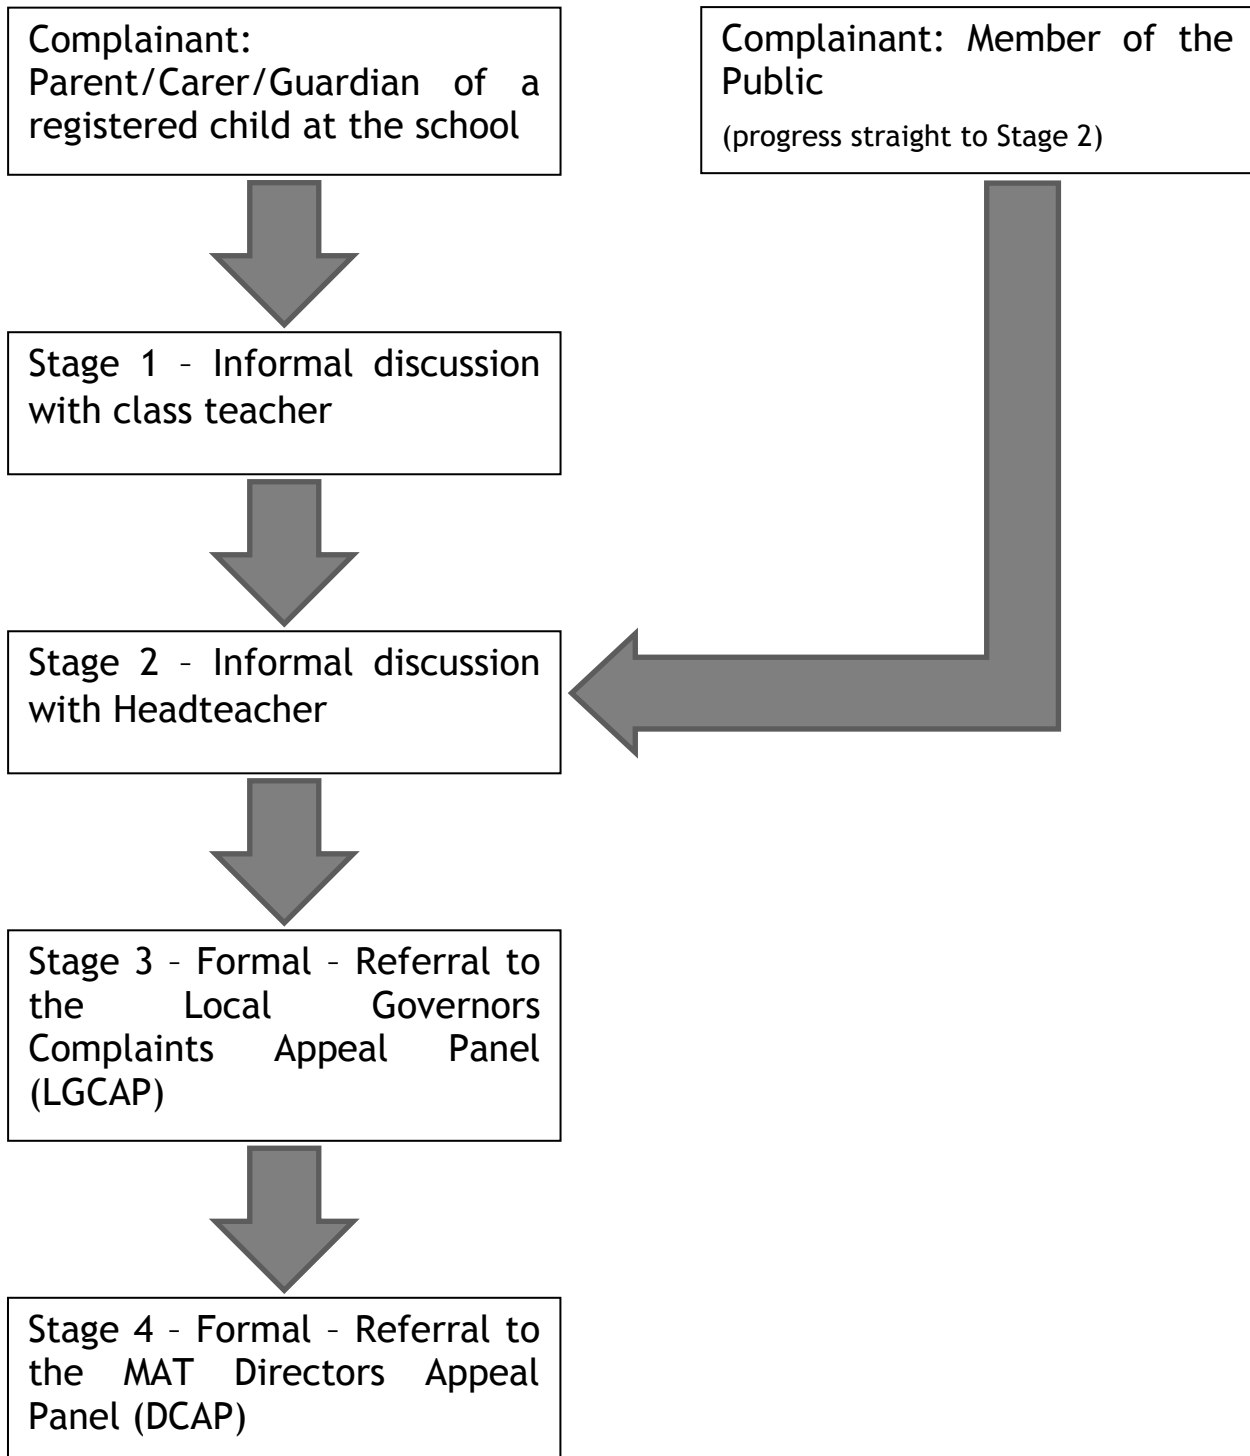 Complainant:
Parent/Carer/Guardian of a
registered child at the school
Complainant: Member of the
Public
(progress straight to Stage 2)
Stage 1 – Informal discussion
with class teacher
Stage 2 – Informal discussion
with Headteacher
Stage 3 – Formal – Referral to
the Local Governors
Complaints Appeal Panel
(LGCAP)
Stage 4 – Formal – Referral to
the MAT Directors Appeal
Panel (DCAP)